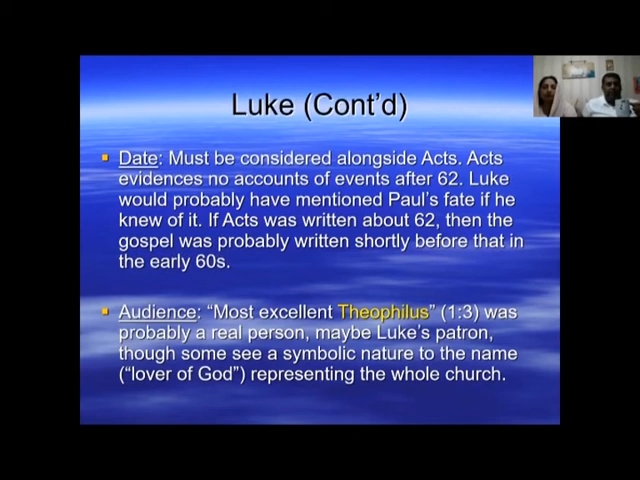 Luke (Cont’d)
Date: Must be considered alongside Acts. Acts
evidences no accounts of events after 62. Luke
would probably have mentioned Paul’s fate if he
knew of it. If Acts was written about 62, then the
gospel was probably written shortly before that in
the early 60s.
Audience: “Most excellent Theophilus” (1:3) was
probably a real person, maybe Luke’s patron,
though some see a symbolic nature to the name
(“lover of God”) representing the whole church.